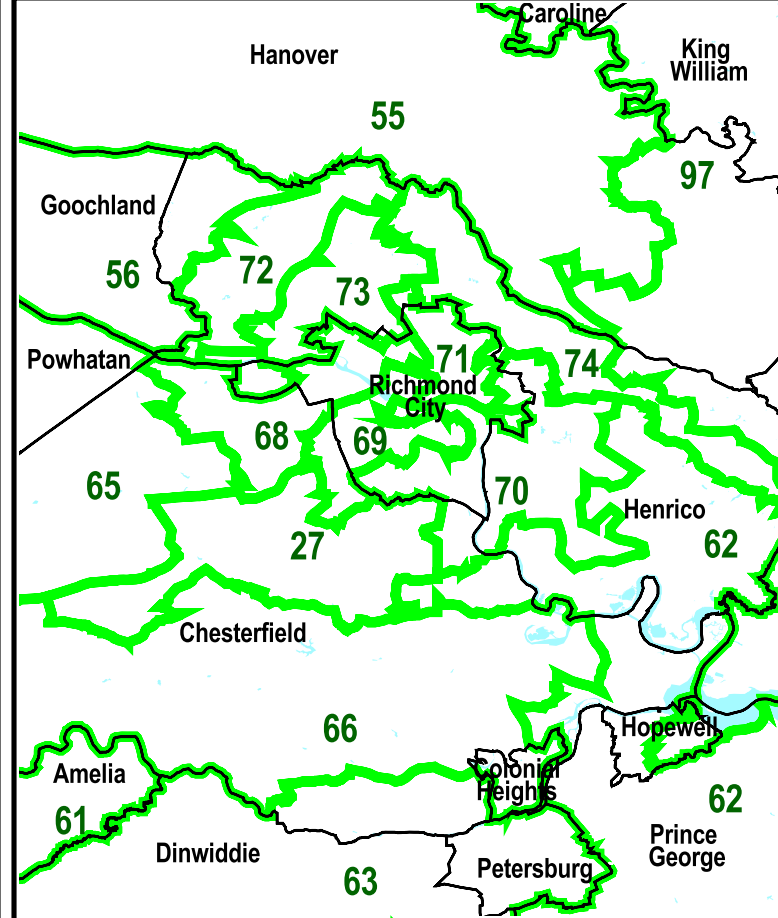 Caroline
Hanover
King
William
55
97
Goochland
56
72
73
Powhatan
71
74
Richmond
City
68
69
65
70
Henrico
27
62
Chesterfield
66
Hopewell
Amelia
Colonial
Heights
61
62
Dinwiddie
Prince
George
Petersburg
63